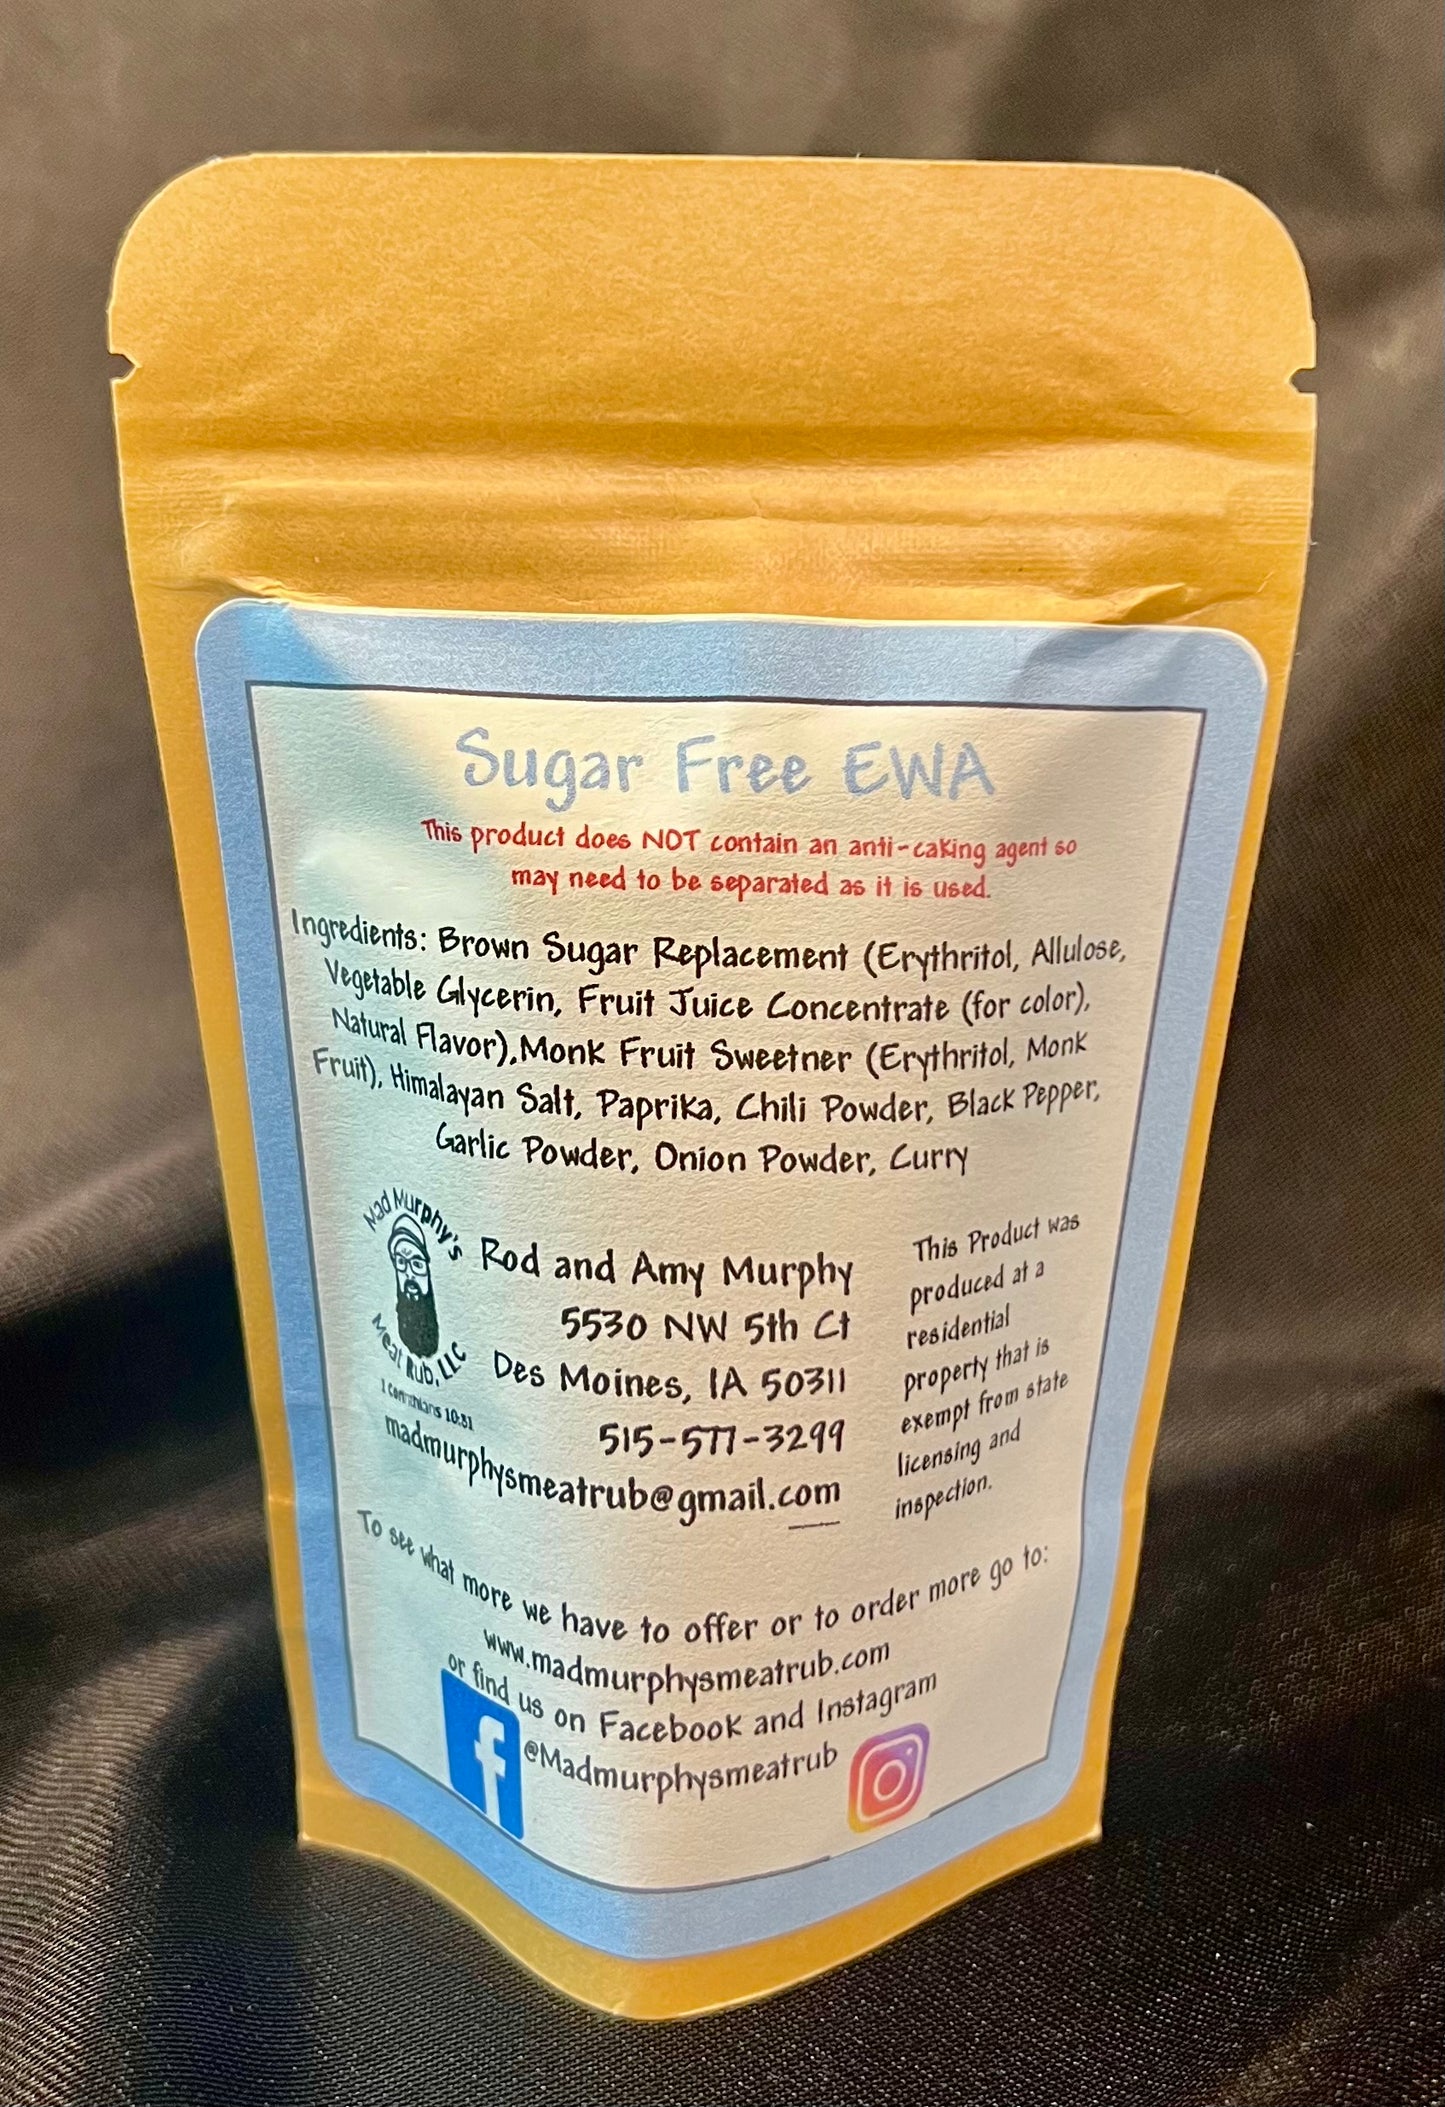 Sugar Free EWA
This product does NOT contain an anti-caking agent so
may need to be separated as it is used.
Ingredients: Brown Sugar Replacement (Erythritol, Allulose,
Vegetable Glycerin, Fruit Juice Concentrate (for color),
Natural Flavor),Monk Fruit Sweetner (Erythritol, Monk
Fruit), Himalayan Salt, Paprika, Chili Powder, Black Pepper,
Garlic Powder, Onion Powder, Curry
Mad Murphy's
Meat Rub, LLC
1 Corinthians 10:31
Rod and Amy Murphy
5530 NW 5th Ct
Des Moines, IA 50311
515-577-3299
madmurphysmeatrub@gmail.com
This Product was
produced at a
residential
property that is
exempt from state
licensing and
inspection.
To see what more we have to offer or to order more go to:
www.madmurphysmeatrub.com
or find us on Facebook and Instagram
@Madmurphysmeatrub